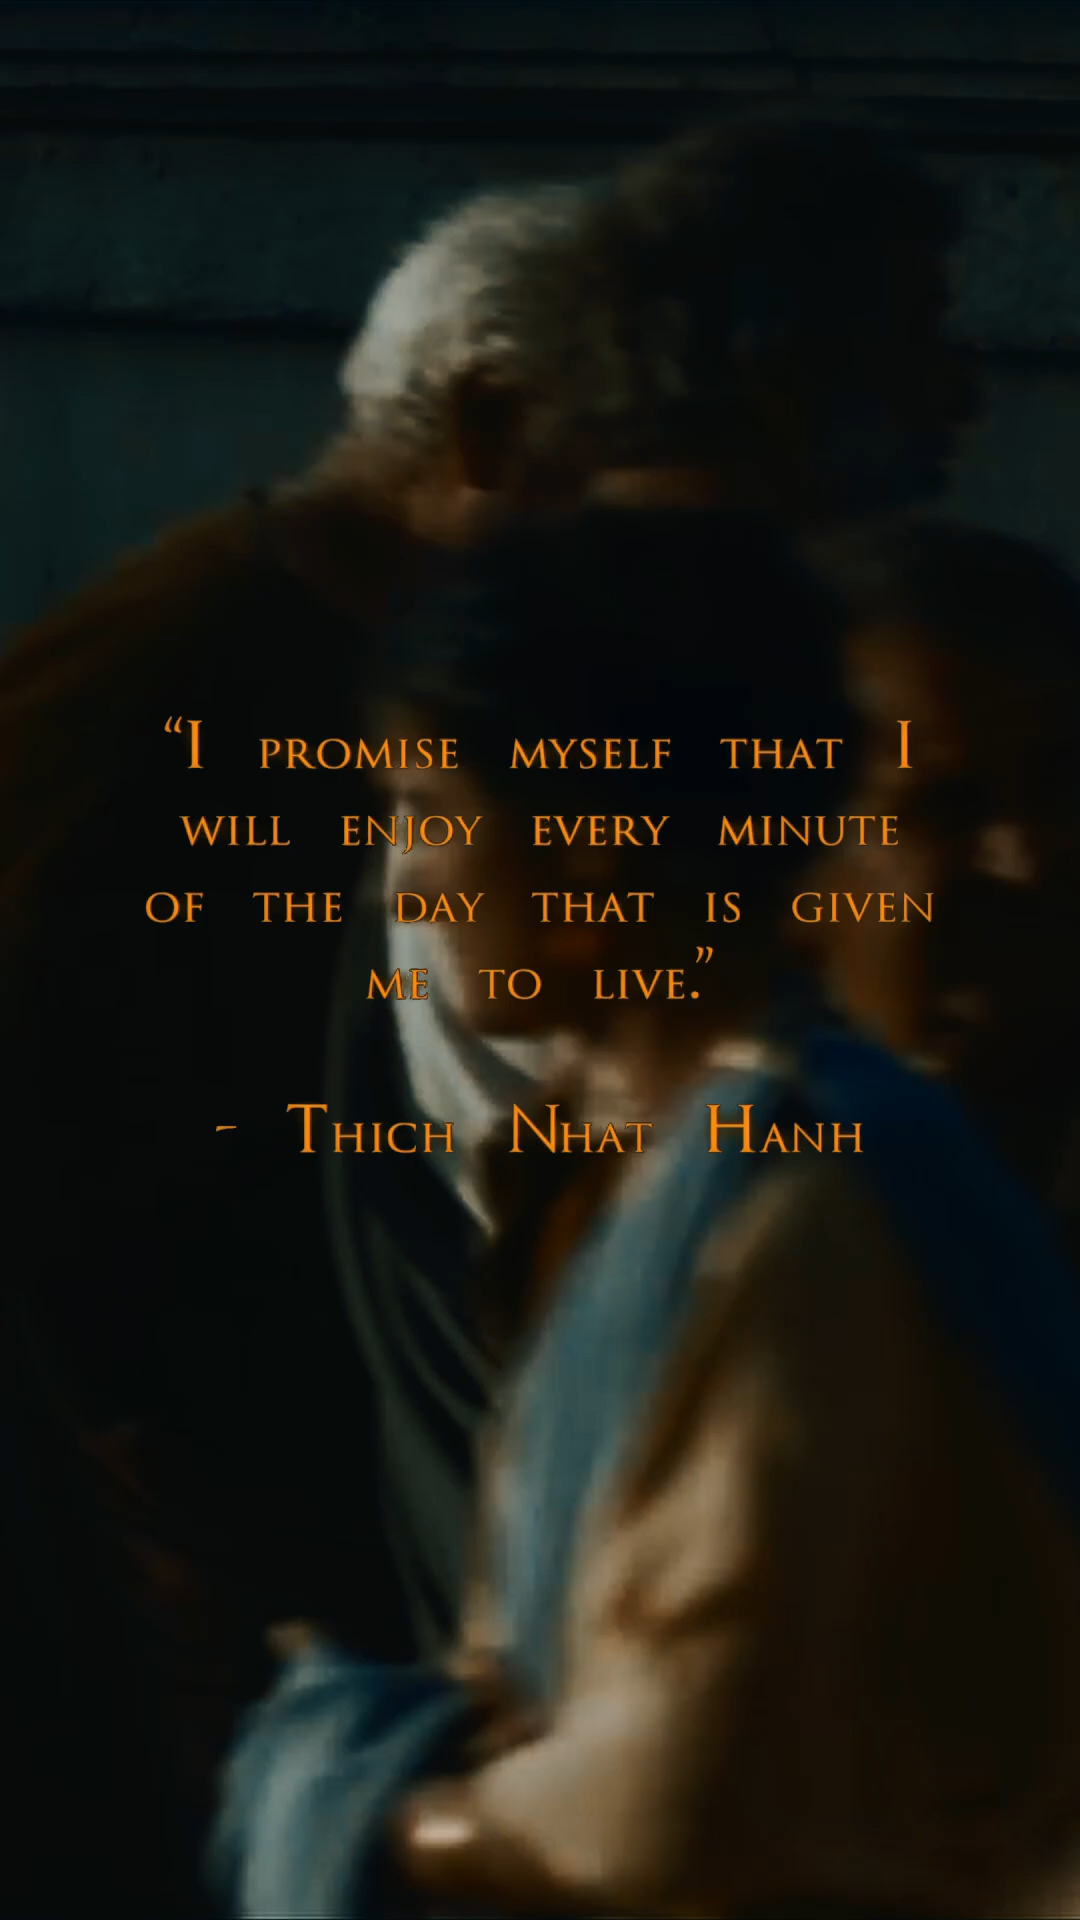 “I promise myself that I
will enjoy every minute
of the day that is given
me to live.”
- Thich Nhat Hanh